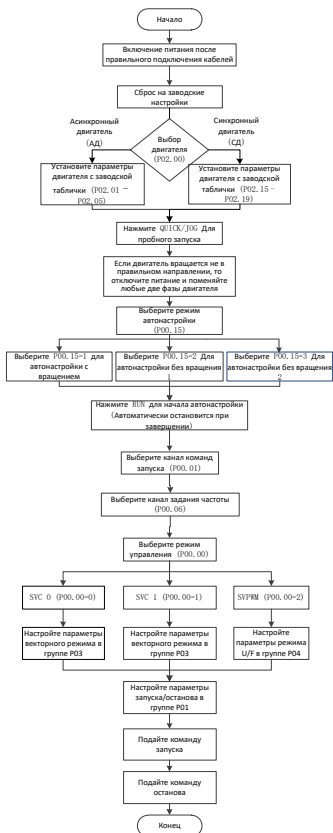 Начало
Включение питания после
правильного подключения кабелей
Сброс на заводские
настройки
Асинхронный
двигатель
(АД)
Выбор
двигателя
(P02.00)
Синхронный
двигатель
(СД)
Установите параметры
двигателя с заводской
таблички (P02.01 –
P02.05)
Установите параметры
двигателя с заводской
таблички (P02.15 -
P02.19)
Нажмите QUICK/JOG Для
пробного запуска
Если двигатель вращается не в
правильном направлении, то
отключите питание и поменяйте
любые две фазы двигателя
Выберите режим
автонастройки
(P00.15)
Выберите P00.15=1 для
автонастройки с
вращением
Выберите P00.15=2 Для
автонастройки без вращения
1
Выберите P00.15=3 Для
автонастройки без вращения
2
Нажмите RUN для начала автонастройки
(Автоматически остановится при
завершении)
Выберите канал команд
запуска (P00.01)
Выберите канал задания частоты
(P00.06)
Выберите режим
управления (P00.00)
SVC 0 (P00.00=0)
SVC 1 (P00.00=1)
SVPWM (P00.00=2)
Настройте параметры
векторного режима в
группе P03
Настройте параметры
векторного режима в
группе P03
Настройте
параметры режима
U/F в группе P04
Настройте параметры
запуска/останова в
группе P01
Подайте команду
запуска
Подайте команду
останова
Конец